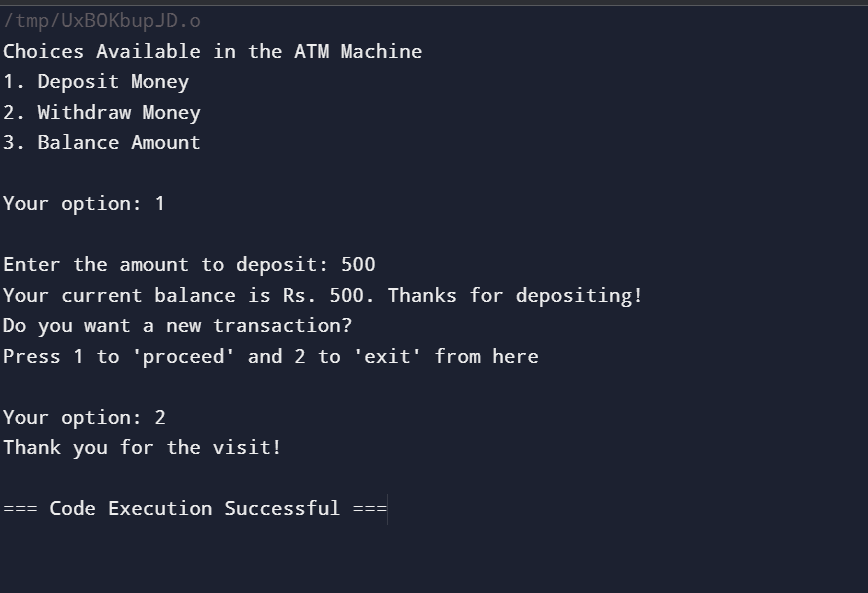 /tmp/UxBOKbupJD.o
Choices Available in the ATM Machine
1. Deposit Money
2. Withdraw Money
3. Balance Amount
Your option: 1
Enter the amount to deposit: 500
Your current balance is Rs. 500. Thanks for depositing!
Do you want a new transaction?
Press 1 to 'proceed' and 2 to 'exit' from here
Your option: 2
Thank you for the visit!
=== Code Execution Successful ===